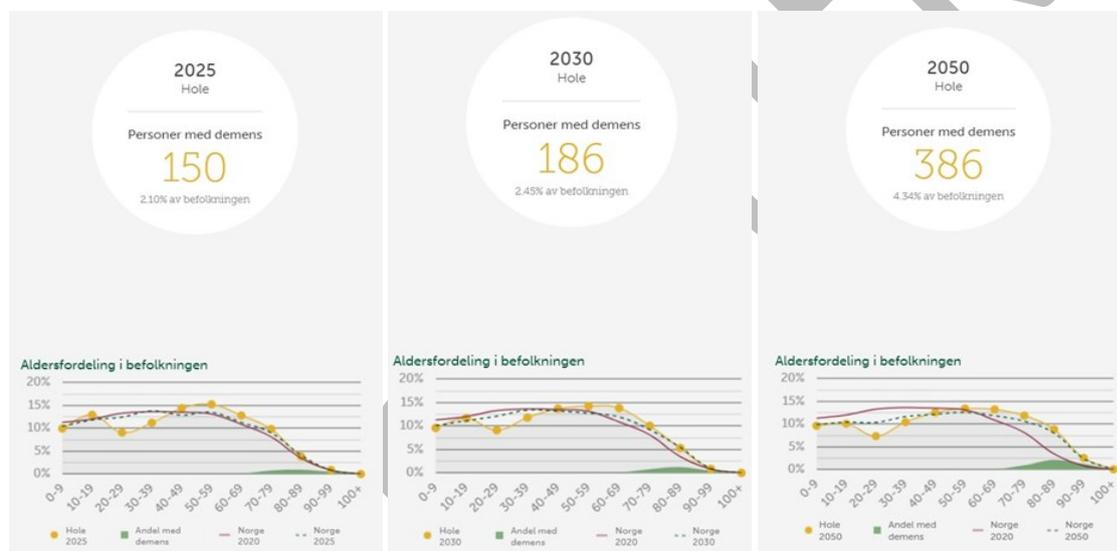 2025
Hole
Personer med demens
150
2.10% av befolkningen
Aldersfordeling i befolkningen
20%
15%
10%
5%
0%
0-9
10-19
20-29
30-39
40-49
50-59
60-69
70-79
80-89
90-99
100+
Hole
2025
Andel med
demens
Norge
2020
Norge
2025
2030
Hole
Personer med demens
186
2.45% av befolkningen
Aldersfordeling i befolkningen
20%
15%
10%
5%
0%
0-9
10-19
20-29
30-39
40-49
50-59
60-69
70-79
80-89
90-99
100+
Hole
2030
Andel med
demens
Norge
2020
Norge
2030
2050
Hole
Personer med demens
386
4.34% av befolkningen
Aldersfordeling i befolkningen
20%
15%
10%
5%
0%
0-9
10-19
20-29
30-39
40-49
50-59
60-69
70-79
80-89
90-99
100+
Hole
2050
Andel med
demens
Norge
2020
Norge
2050